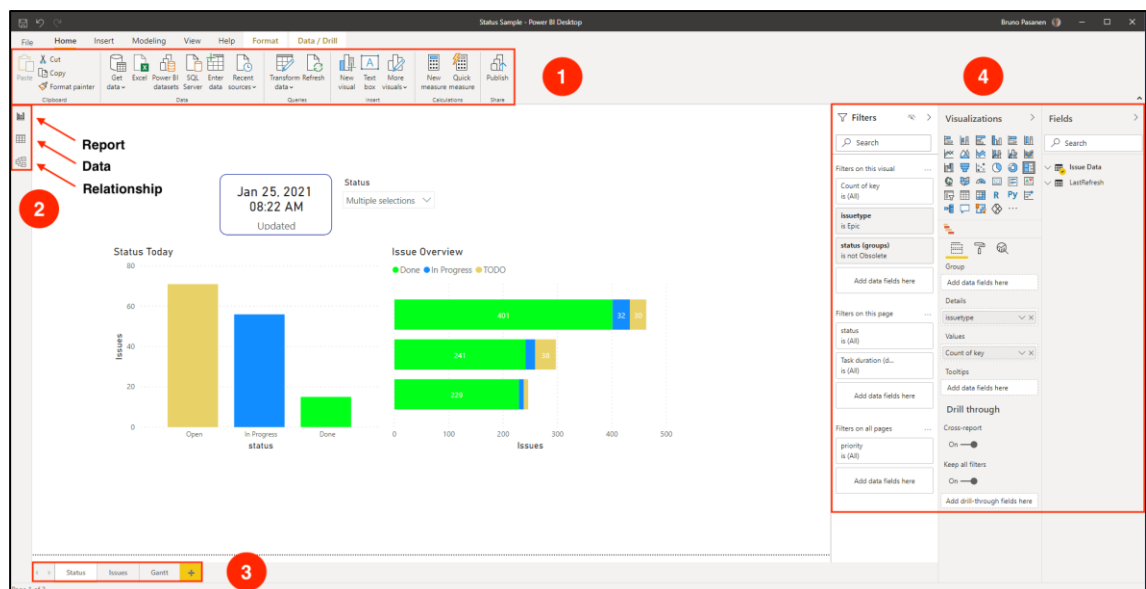 Status Sample - Power BI Desktop
Bruno Pasanen
File Home Insert Modeling View Help Format Data / Drill
Paste
Cut
Copy
Format painter
Clipboard
Get data
Excel
Power BI datasets
SQL Server
Enter data
Recent sources
Data
Transform data
Refresh
Queries
New visual
Text box
More visuals
Insert
New measure
Quick measure
Calculations
Publish
Share
1
4
Report
Data
Relationship
2
Jan 25, 2021
08:22 AM
Updated
Status
Multiple selections
Status Today
80
60
40
20
0
Issues
Open In Progress Done
status
Issue Overview
Done In Progress TODO
401 32 30
241 38
229
0 100 200 300 400 500
Issues
Filters
Search
Filters on this visual ...
Count of key
is (All)
issuetype
is Epic
status (groups)
is not Obsolete
Add data fields here
Filters on this page ...
status
is (All)
Task duration (d...
is (All)
Add data fields here
Filters on all pages ...
priority
is (All)
Add data fields here
Visualizations
R Py
...
Group
Add data fields here
Details
issuetype
Values
Count of key
Tooltips
Add data fields here
Drill through
Cross-report
On
Keep all filters
On
Add drill-through fields here
Fields
Search
Issue Data
LastRefresh
Status Issues Gantt +
3